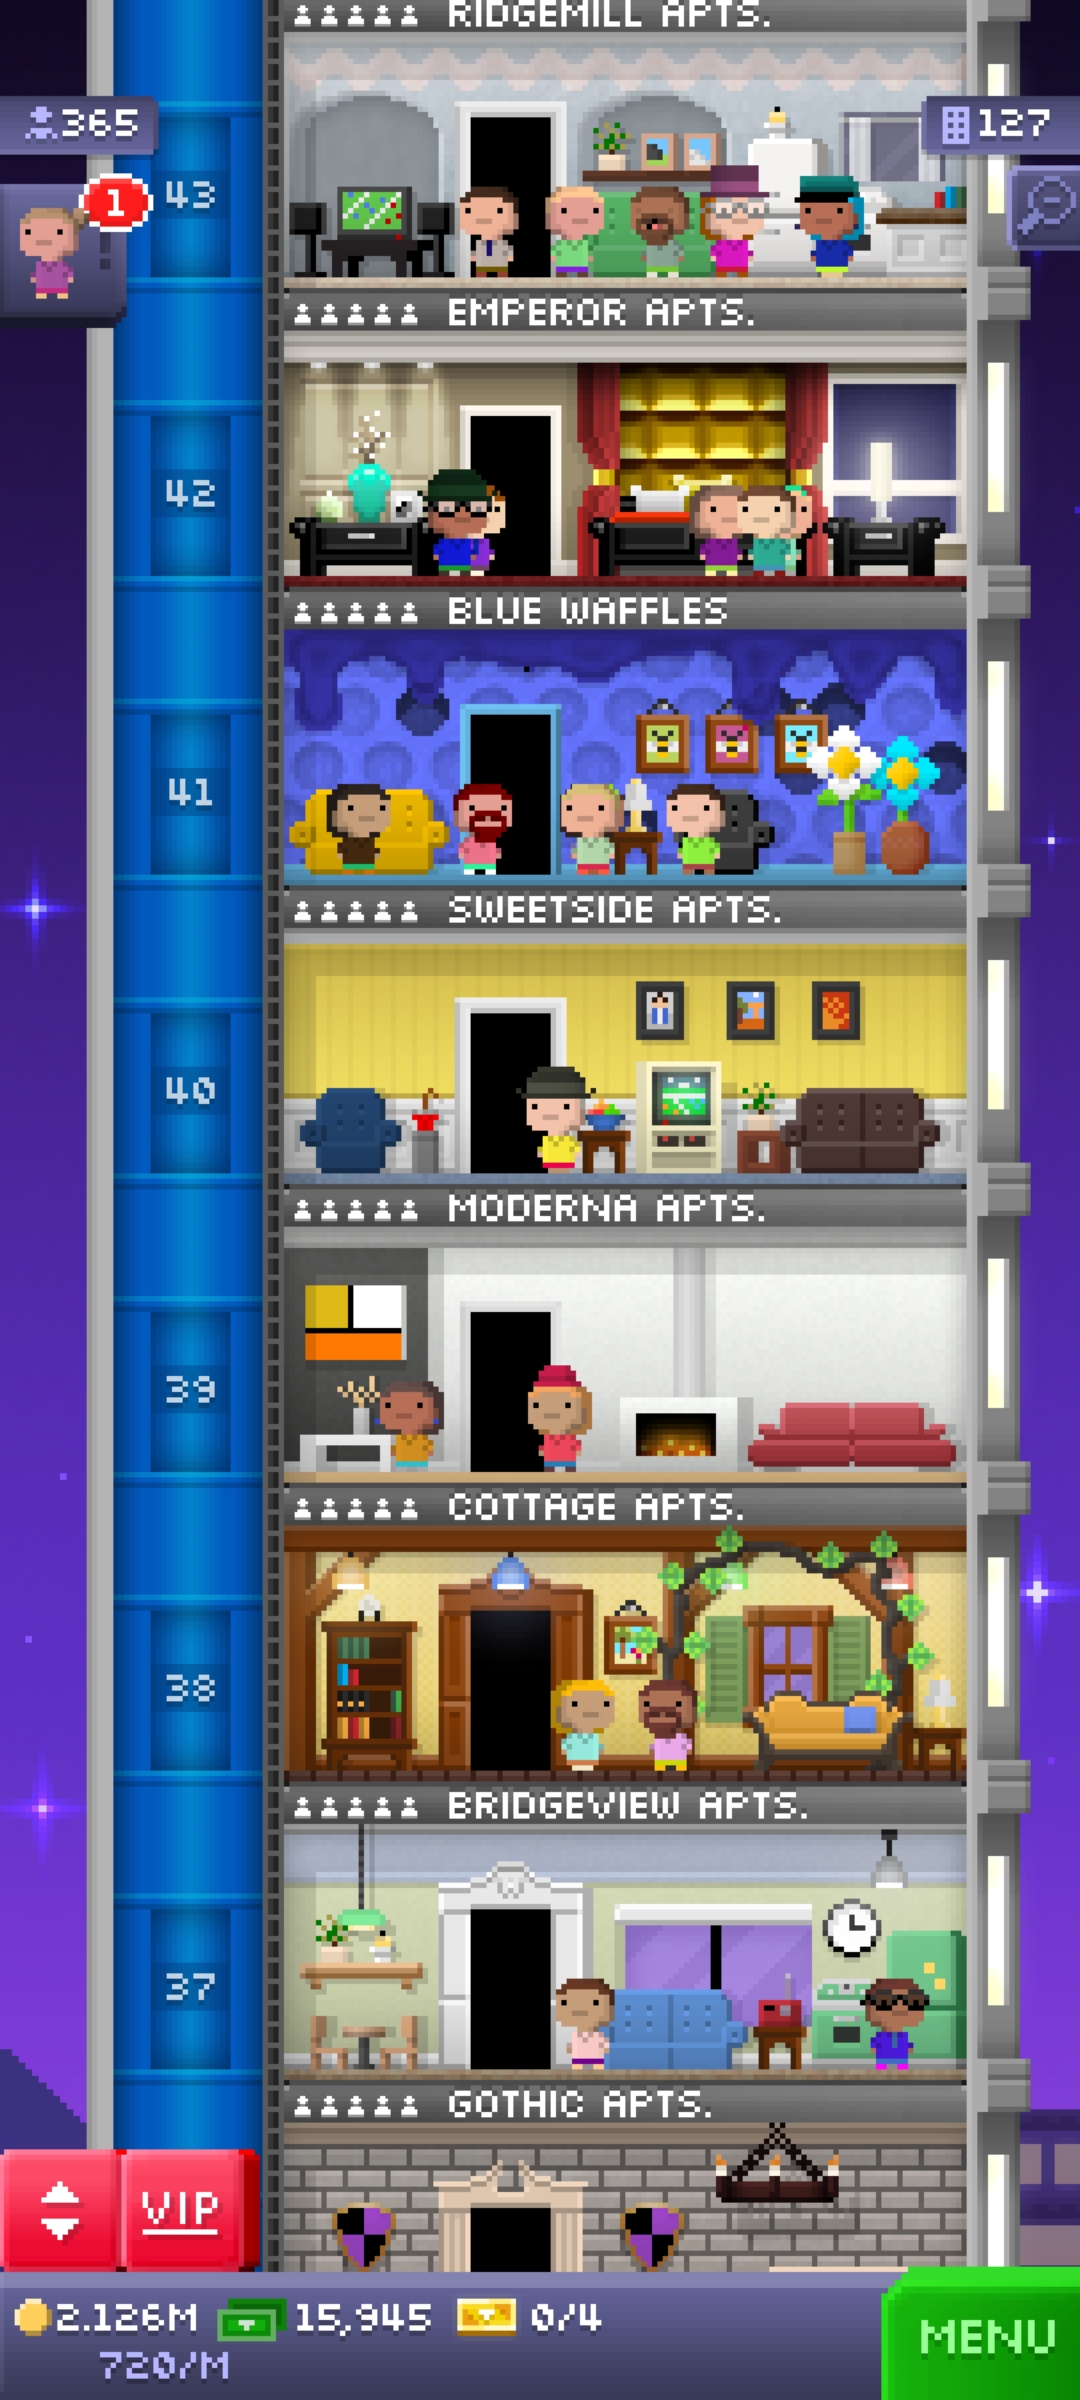 RIDGEMILL APTS.
365
127
1
43
EMPEROR APTS.
42
BLUE WAFFLES
41
SWEETSIDE APTS.
40
MODERNA APTS.
39
COTTAGE APTS.
38
BRIDGEVIEW APTS.
37
GOTHIC APTS.
VIP
2.126M 15,945 0/4
720/M
MENU